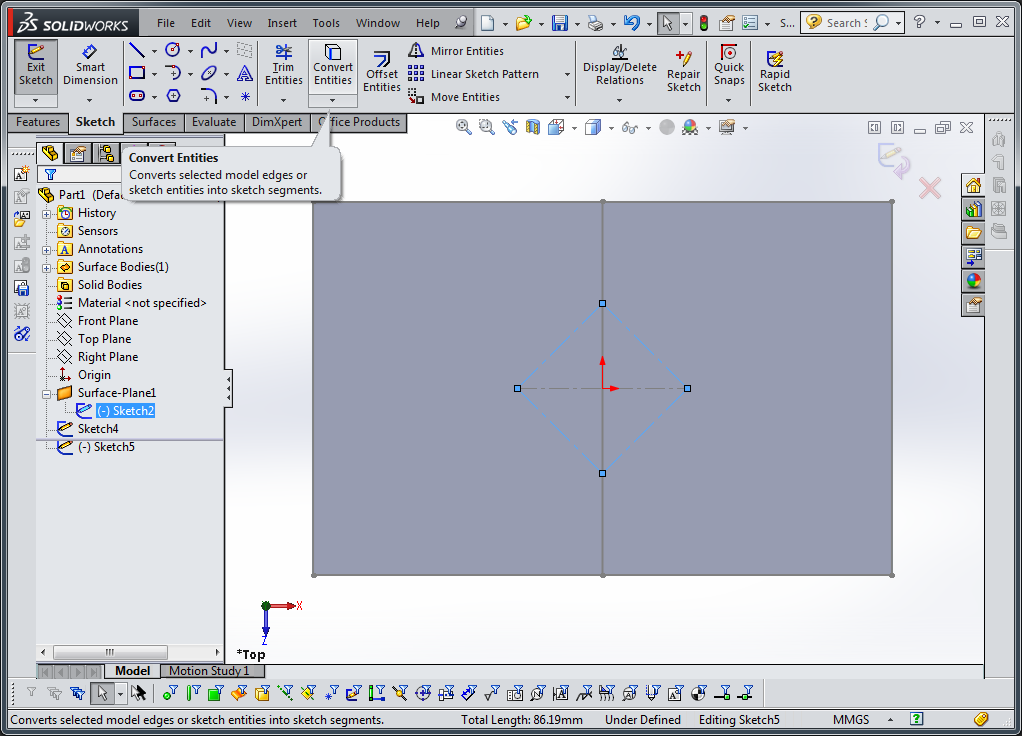 SOLIDWORKS File Edit View Insert Tools Window Help S... Search
Exit Sketch
Smart Dimension
Trim Entities
Convert Entities
Offset Entities
Mirror Entities
Linear Sketch Pattern
Move Entities
Display/Delete Relations
Repair Sketch
Quick Snaps
Rapid Sketch
Features Sketch Surfaces Evaluate DimXpert ffice Products
Convert Entities
Converts selected model edges or
sketch entities into sketch segments.
Part1 (Defa
History
Sensors
Annotations
Surface Bodies(1)
Solid Bodies
Material <not specified>
Front Plane
Top Plane
Right Plane
Origin
Surface-Plane1
(-) Sketch2
Sketch4
(-) Sketch5
X
Z
*Top
Model Motion Study 1
Converts selected model edges or sketch entities into sketch segments. Total Length: 86.19mm Under Defined Editing Sketch5 MMGS